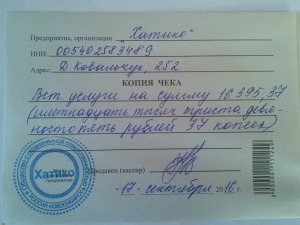 Предприятие, организация "Хатико"
ИНН: 005402583489
Адрес: Д Ковальчук, 252
КОПИЯ ЧЕКА
Вет. услуги на сумму 16 395,37
(шестнадцать тысяч триста девя-
носто пять рублей 37 копеек)
Хатико
Продавец (кассир)
"17" сентября 2016 г.